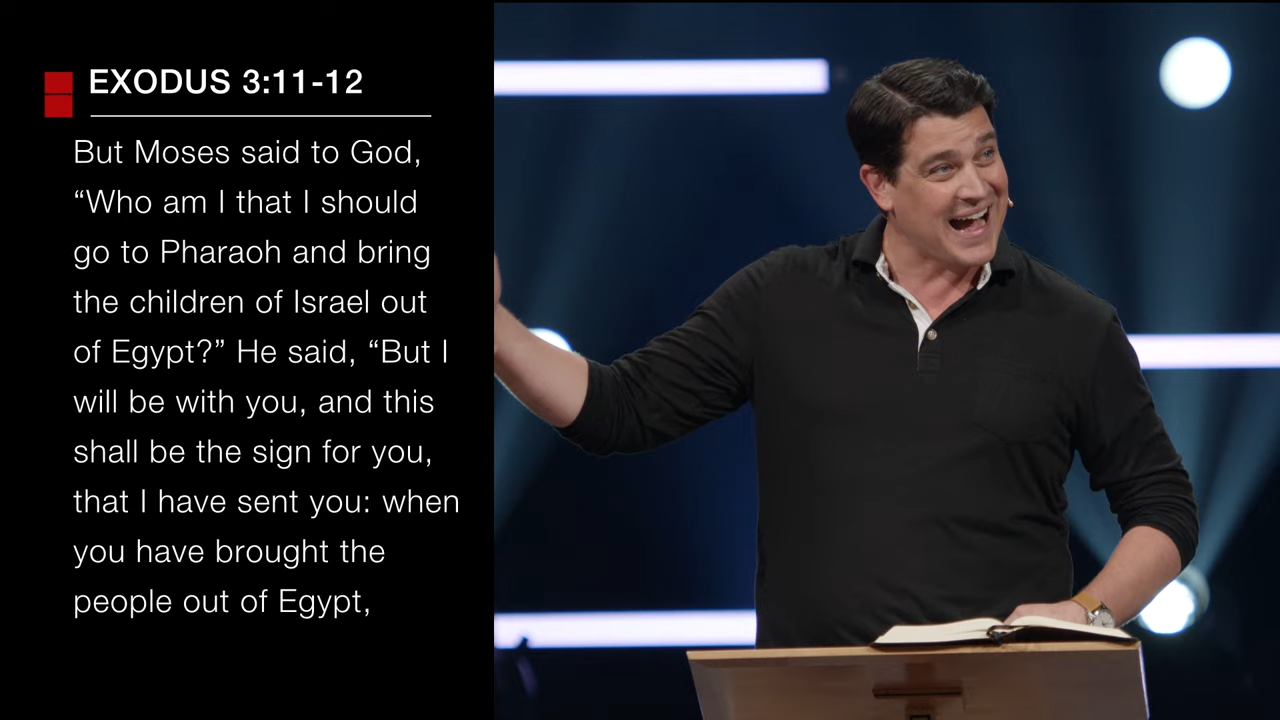 EXODUS 3:11-12
But Moses said to God,
“Who am I that I should
go to Pharaoh and bring
the children of Israel out
of Egypt?” He said, “But I
will be with you, and this
shall be the sign for you,
that I have sent you: when
you have brought the
people out of Egypt,